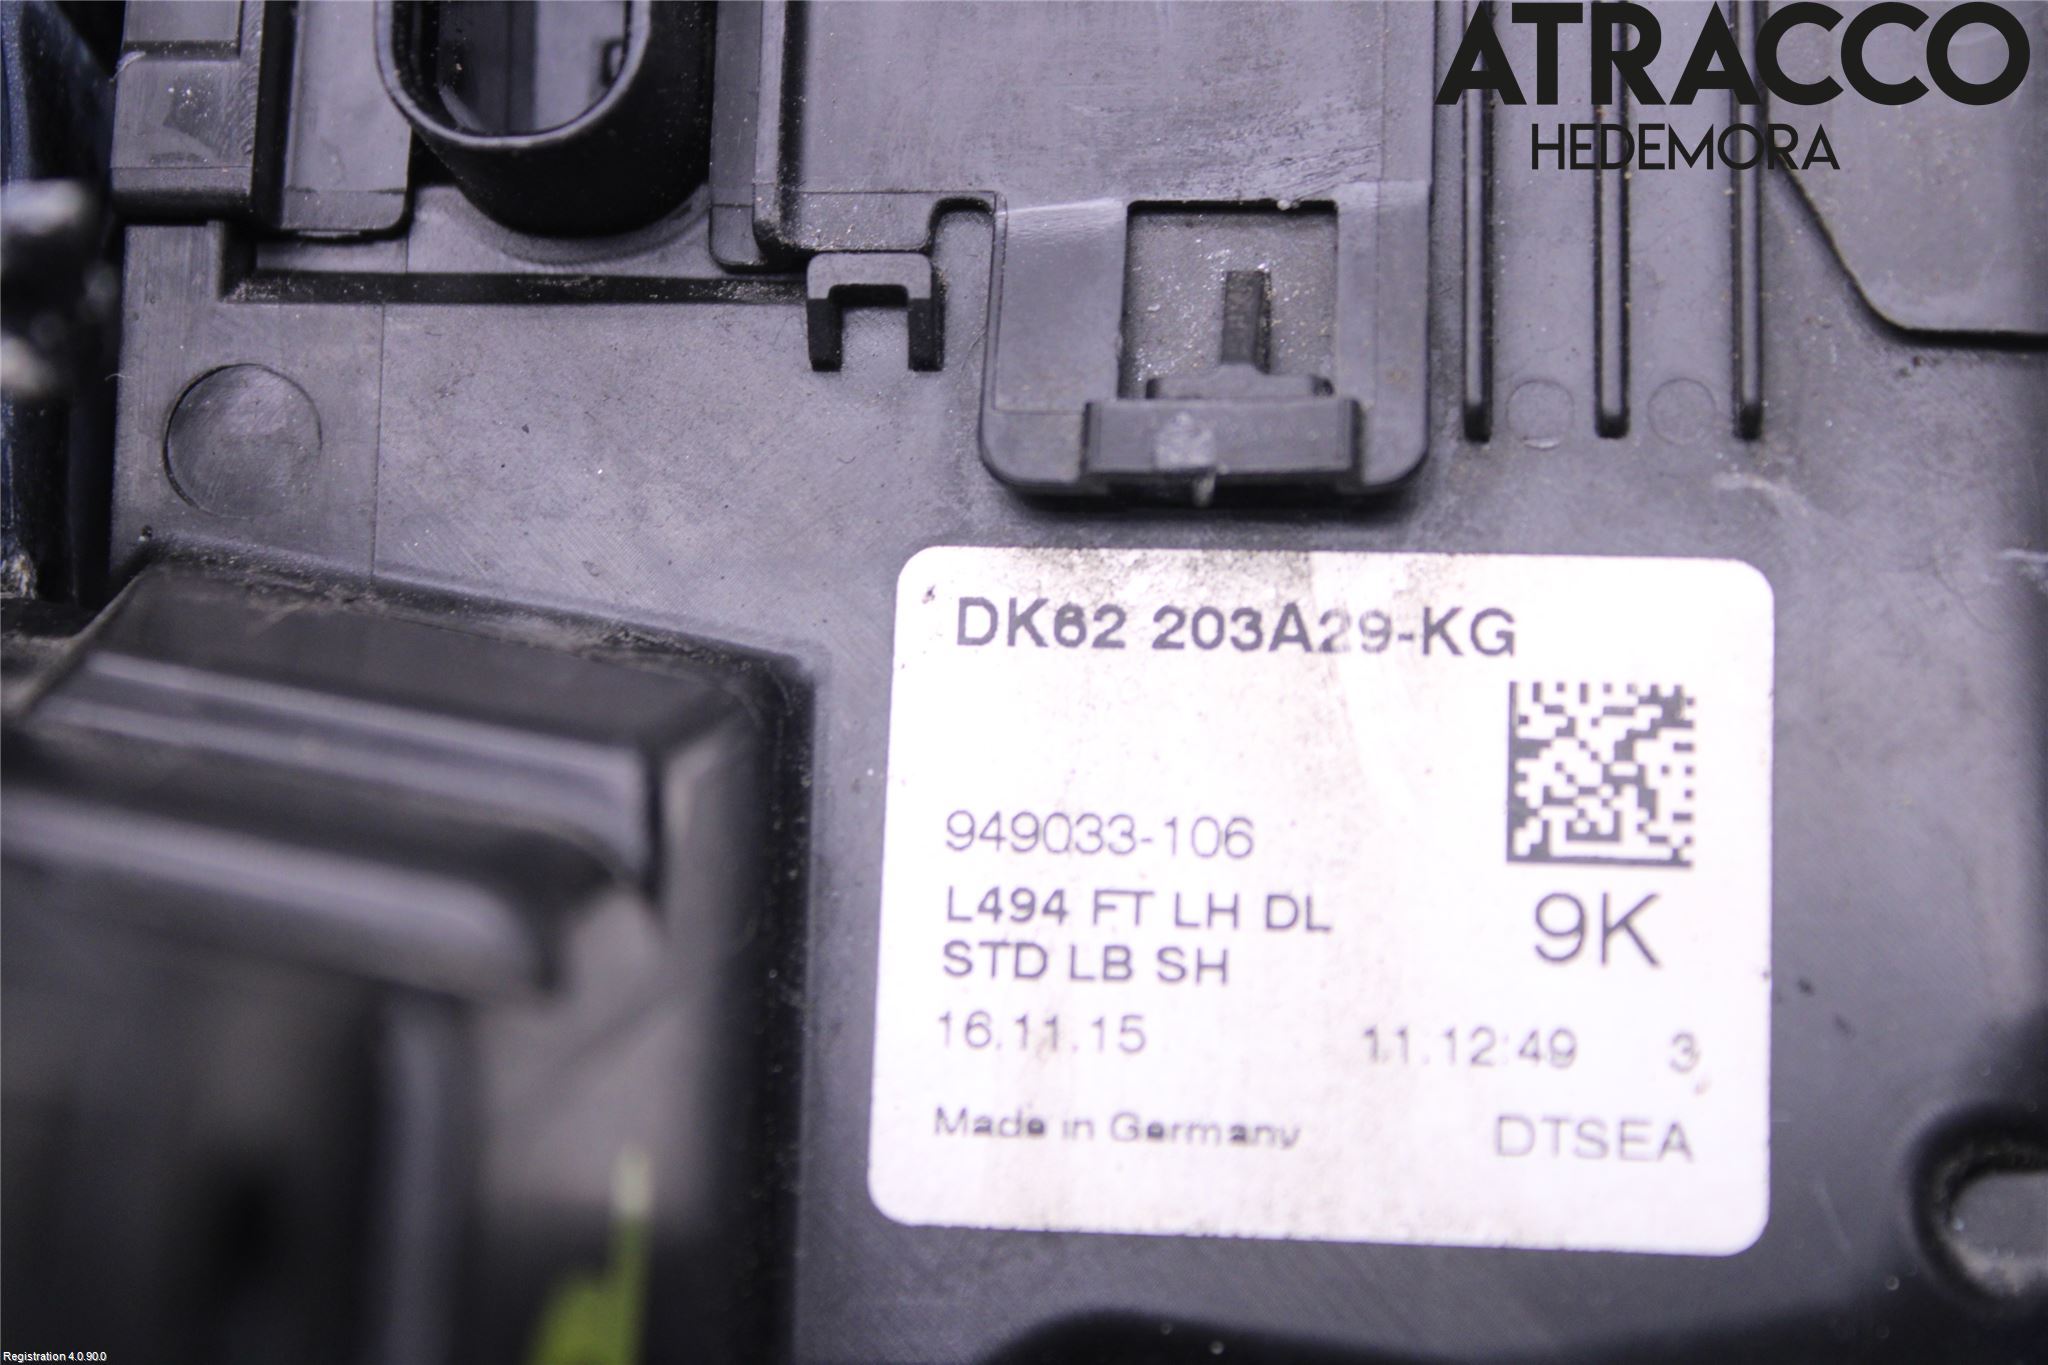 ATRACCO
HEDEMORA
DK62 203A29-KG
949033-106
L494 FT LH DL
STD LB SH
9K
16.11.15 11:12:49 3
Made in Germany DTSEA
Registration 4.0.90.0